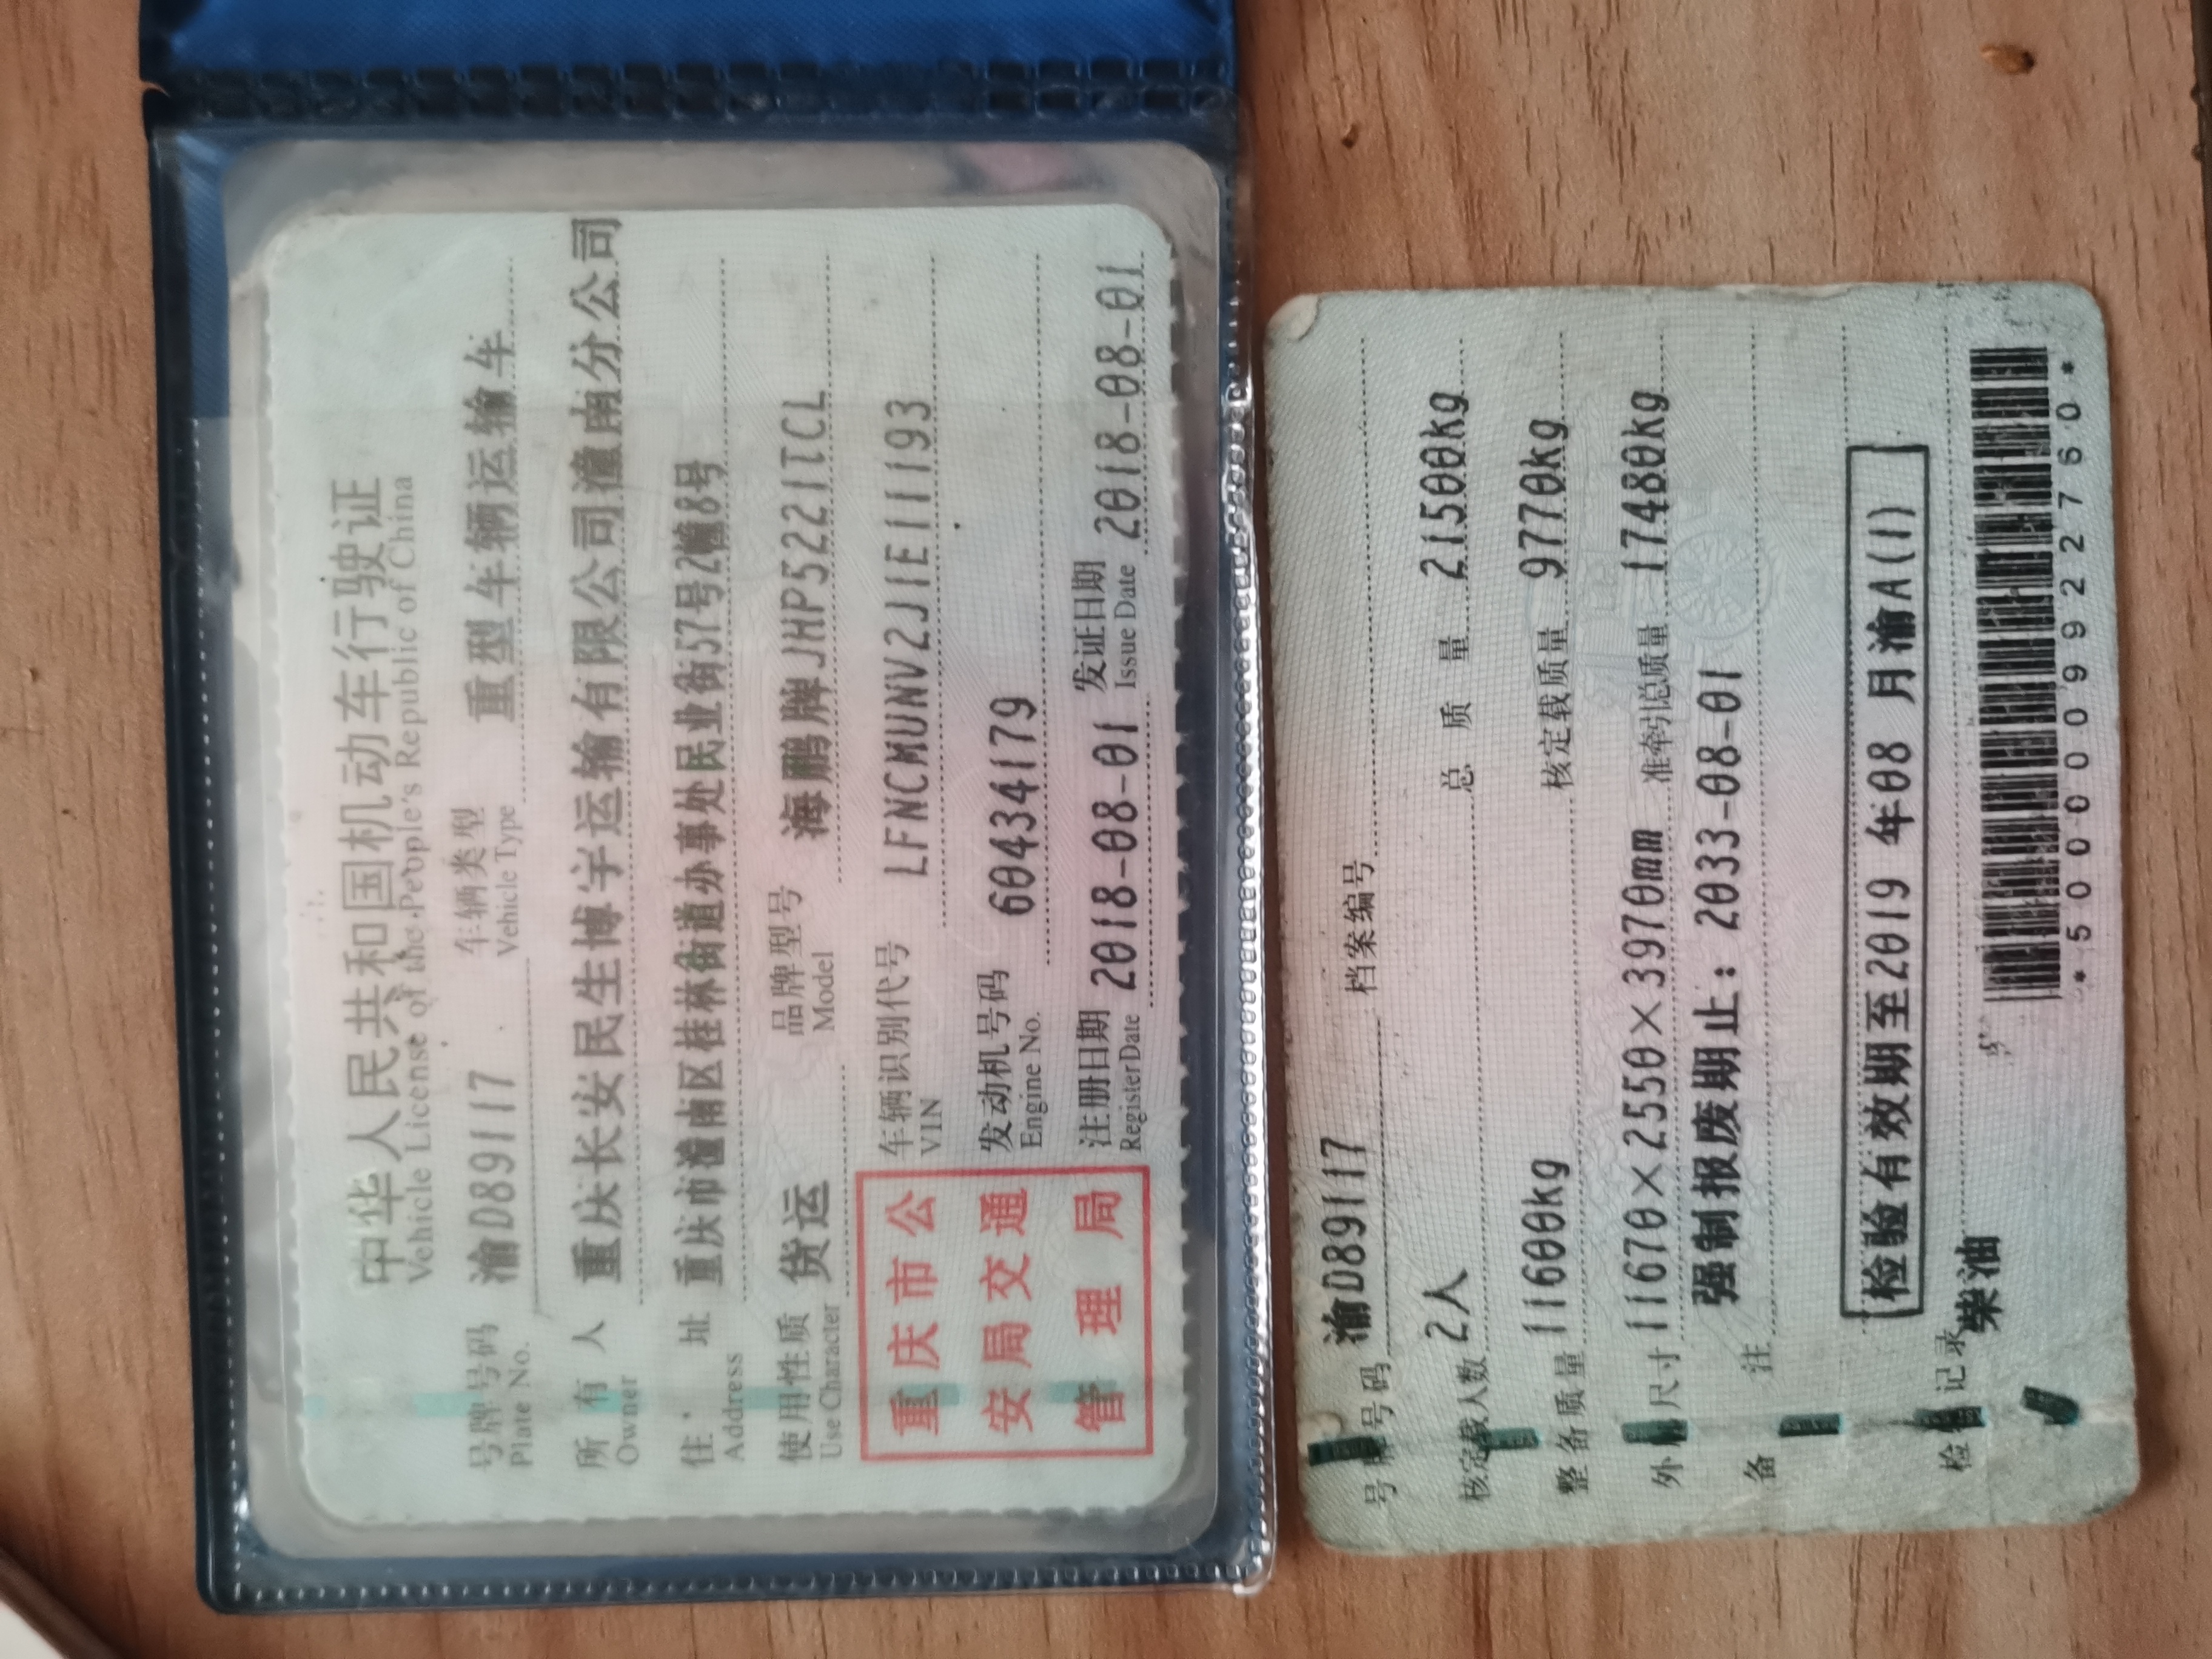 中华人民共和国机动车行驶证
Vehicle License of the People's Republic of China
号牌号码 渝D89117 车辆类型 重型车辆运输车
Plate No. Vehicle Type
所有人 重庆长安民生博宇运输有限公司潼南分公司
Owner
住址 重庆市潼南区桂林街道办事处民业街57号2幢8号
Address
使用性质 货运 品牌型号 海鹏牌JHP5221TCL
Use Character Model
重庆市公
安局交通
管理局
车辆识别代号 LFNCMUNV2J1E11193
VIN
发动机号码 60434179
Engine No.
注册日期 2018-08-01 发证日期 2018-08-01
Register Date Issue Date
号牌号码 渝D89117 档案编号
核定载人数 2人 总质量 21500kg
整备质量 11600kg 核定载质量 9770kg
外廓尺寸 11670×2550×3970mm 准牵引总质量 17480kg
强制报废期止：2033-08-01
备注
检验有效期至2019年08月渝A(1)
检验记录
柴油
*500009922760*